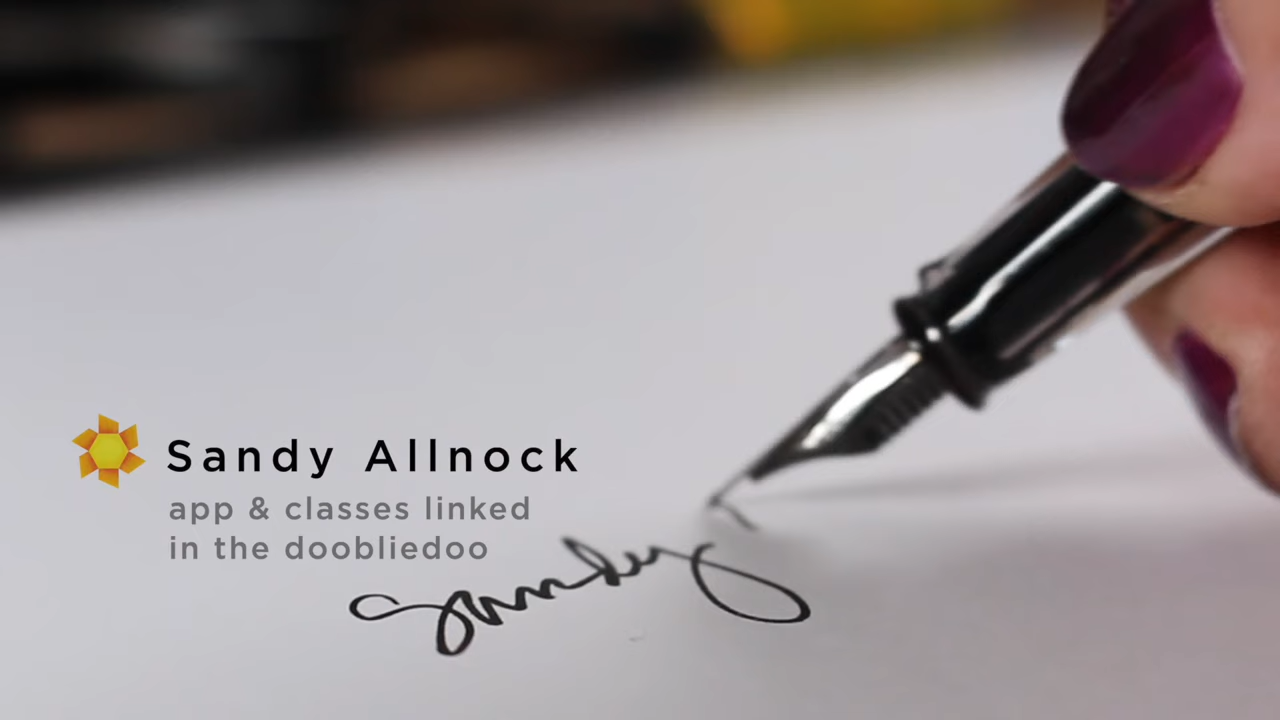 Sandy Allnock
app & classes linked
in the doobliedoo
Sandy